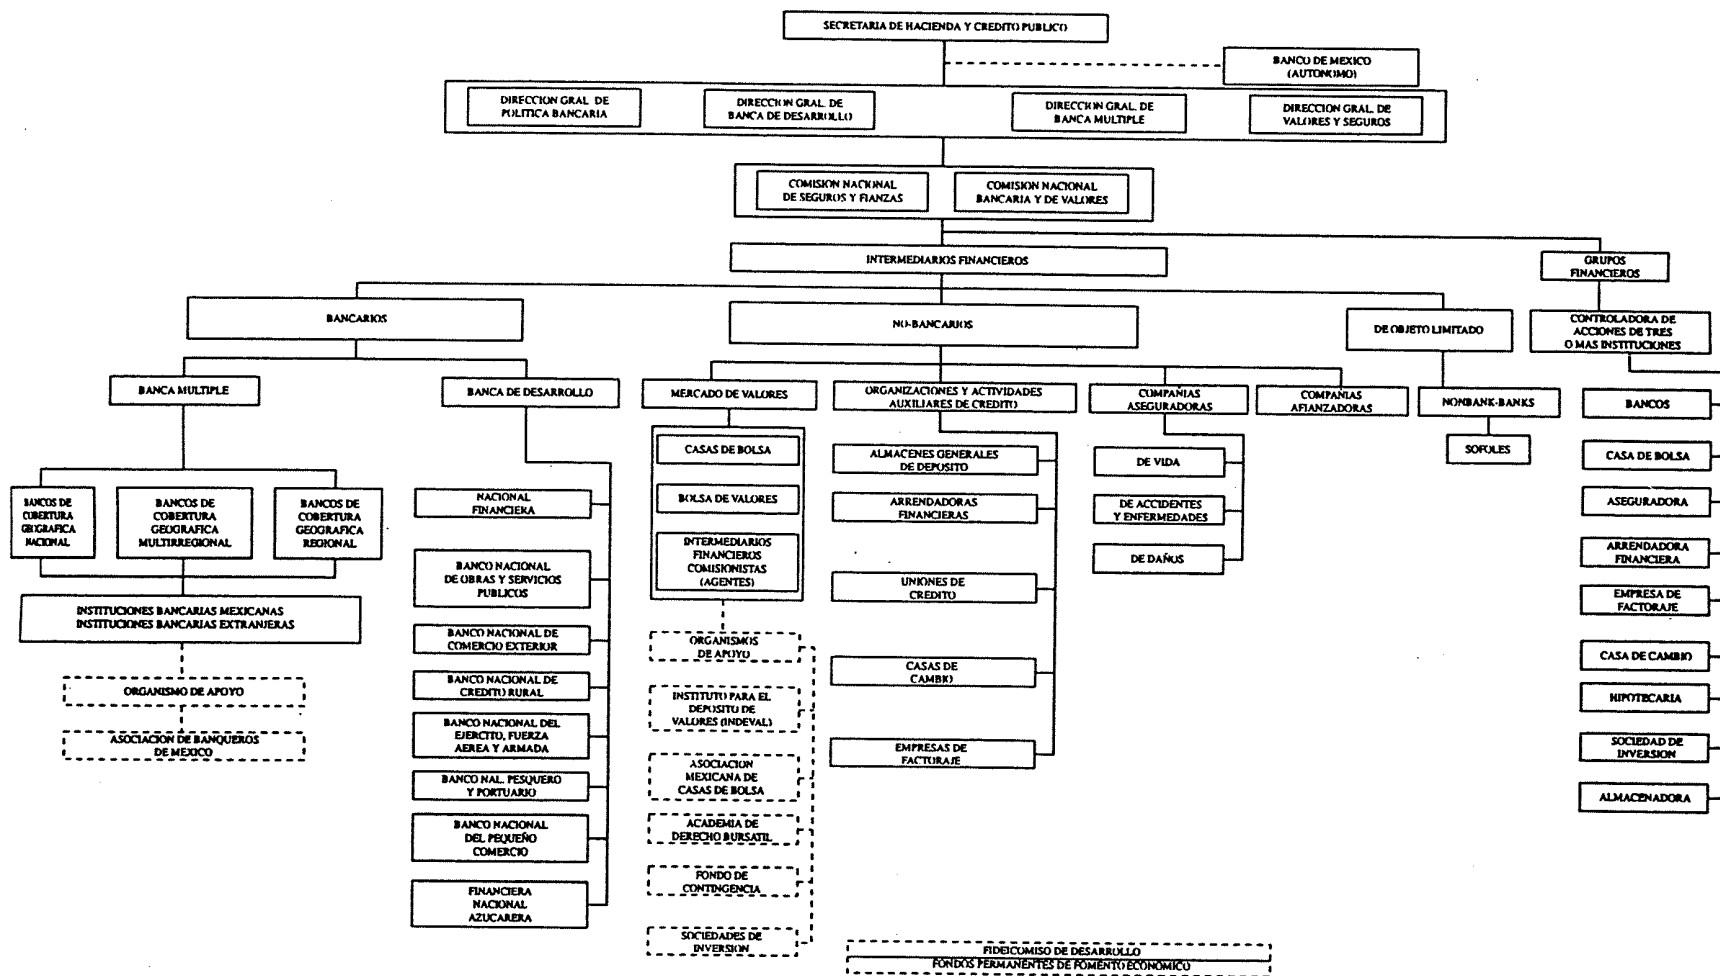 SECRETARIA DE HACIENDA Y CREDITO PUBLICO
BANCO DE MEXICO
(AUTONOMO)
DIRECCION GRAL. DE
POLITICA BANCARIA
DIRECCION GRAL. DE
BANCA DE DESARROLLO
DIRECCION GRAL. DE
BANCA MULTIPLE
DIRECCION GRAL. DE
VALORES Y SEGUROS
COMISION NACIONAL
DE SEGUROS Y FIANZAS
COMISION NACIONAL
BANCARIA Y DE VALORES
INTERMEDIARIOS FINANCIEROS
GRUPOS
FINANCIEROS
BANCARIOS
NO-BANCARIOS
DE OBJETO LIMITADO
CONTROLADORA DE
ACCIONES DE TRES
O MAS INSTITUCIONES
BANCA MULTIPLE
BANCA DE DESARROLLO
MERCADO DE VALORES
ORGANIZACIONES Y ACTIVIDADES
AUXILIARES DE CREDITO
COMPAÑIAS
ASEGURADORAS
COMPAÑIAS
AFIANZADORAS
NONBANK-BANKS
SOFOLES
BANCOS DE
COBERTURA
GEOGRAFICA
NACIONAL
BANCOS DE
COBERTURA
GEOGRAFICA
MULTIRREGIONAL
BANCOS DE
COBERTURA
GEOGRAFICA
REGIONAL
INSTITUCIONES BANCARIAS MEXICANAS
INSTITUCIONES BANCARIAS EXTRANJERAS
ORGANISMO DE APOYO
ASOCIACION DE BANQUEROS
DE MEXICO
NACIONAL
FINANCIERA
BANCO NACIONAL
DE OBRAS Y SERVICIOS
PUBLICOS
BANCO NACIONAL DE
COMERCIO EXTERIOR
BANCO NACIONAL DE
CREDITO RURAL
BANCO NACIONAL DEL
EJERCITO, FUERZA
AEREA Y ARMADA
BANCO NAL. PESQUERO
Y PORTUARIO
BANCO NACIONAL
DEL PEQUEÑO
COMERCIO
FINANCIERA
NACIONAL
AZUCARERA
CASAS DE BOLSA
BOLSA DE VALORES
INTERMEDIARIOS
FINANCIEROS
COMISIONISTAS
(AGENTES)
ORGANISMOS
DE APOYO
INSTITUTO PARA EL
DEPOSITO DE
VALORES (INDEVAL)
ASOCIACION
MEXICANA DE
CASAS DE BOLSA
ACADEMIA DE
DERECHO BURSATIL
FONDO DE
CONTINGENCIA
SOCIEDADES DE
INVERSION
ALMACENES GENERALES
DE DEPOSITO
ARRENDADORAS
FINANCIERAS
UNIONES DE
CREDITO
CASAS DE
CAMBIO
EMPRESAS DE
FACTORAJE
DE VIDA
DE ACCIDENTES
Y ENFERMEDADES
DE DAÑOS
BANCOS
CASA DE BOLSA
ASEGURADORA
ARRENDADORA
FINANCIERA
EMPRESA DE
FACTORAJE
CASA DE CAMBIO
HIPOTECARIA
SOCIEDAD DE
INVERSION
ALMACENADORA
FIDEICOMISO DE DESARROLLO
FONDOS PERMANENTES DE FOMENTO ECONOMICO